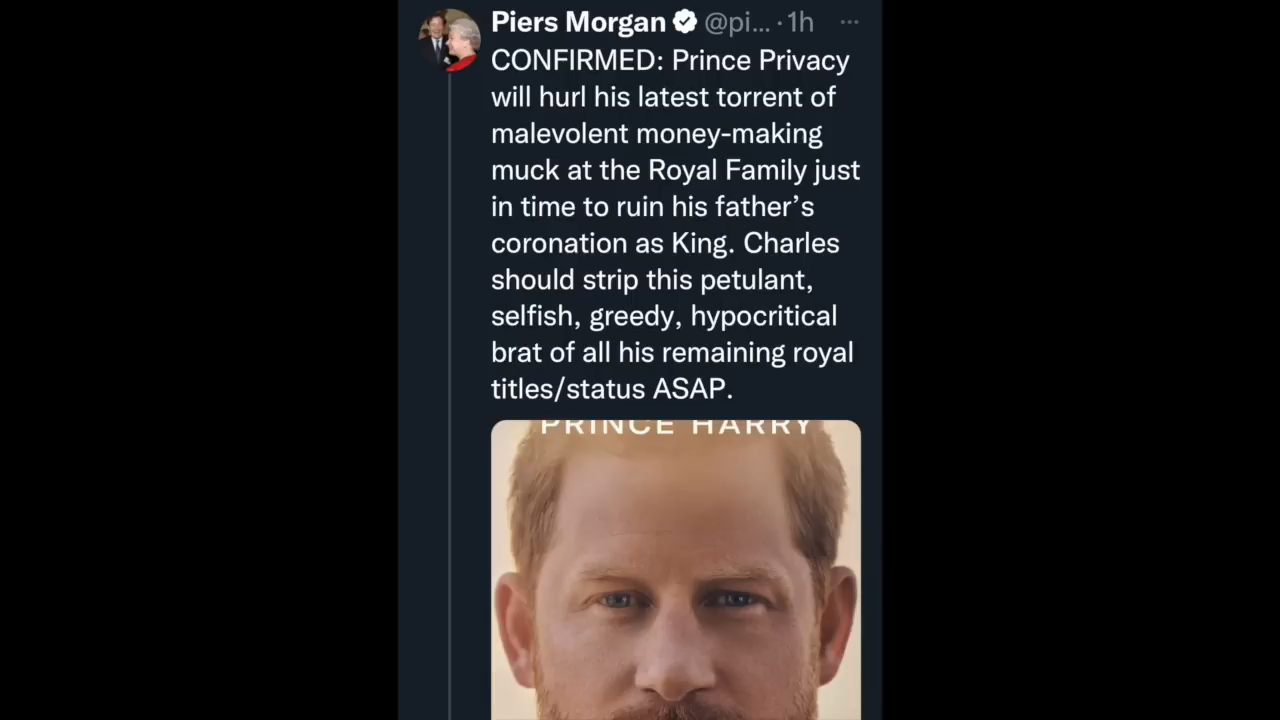 Piers Morgan @pi... · 1h ...
CONFIRMED: Prince Privacy
will hurl his latest torrent of
malevolent money-making
muck at the Royal Family just
in time to ruin his father’s
coronation as King. Charles
should strip this petulant,
selfish, greedy, hypocritical
brat of all his remaining royal
titles/status ASAP.
PRINCE HARRY